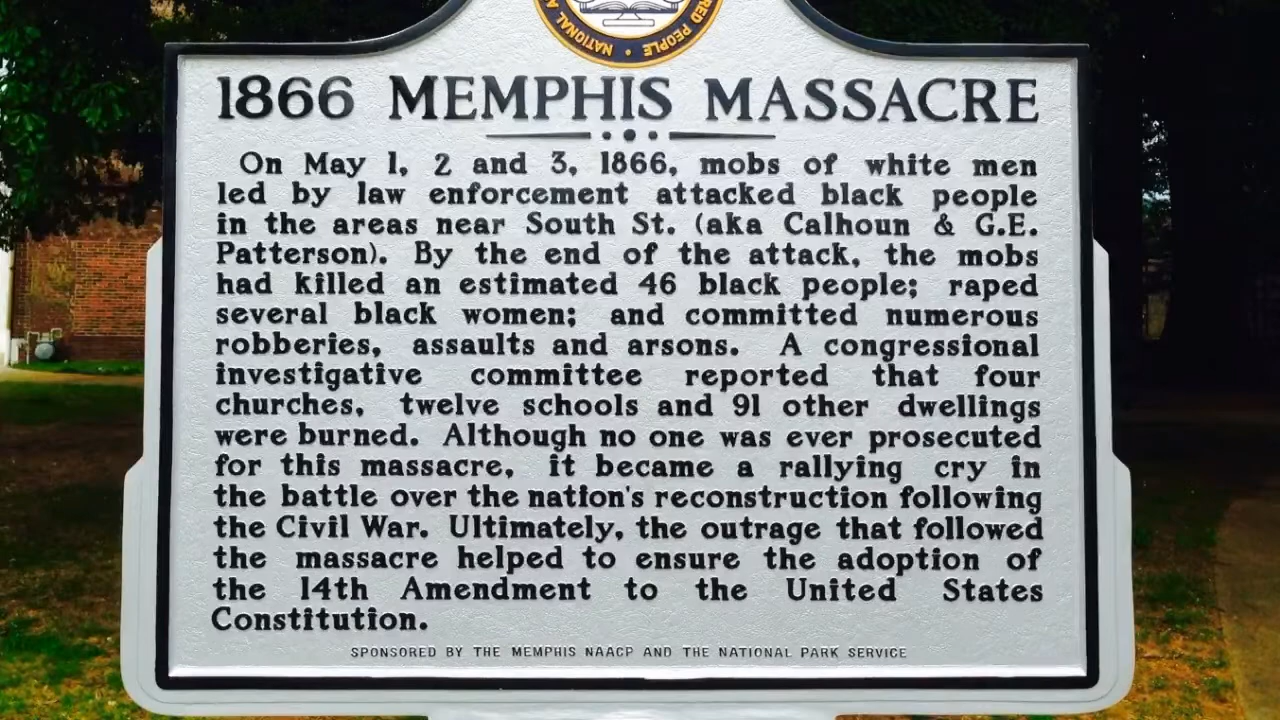 NATIONAL A
RED PEOPLE
1866 MEMPHIS MASSACRE
On May 1, 2 and 3, 1866, mobs of white men
led by law enforcement attacked black people
in the areas near South St. (aka Calhoun & G.E.
Patterson). By the end of the attack, the mobs
had killed an estimated 46 black people; raped
several black women; and committed numerous
robberies, assaults and arsons. A congressional
investigative committee reported that four
churches, twelve schools and 91 other dwellings
were burned. Although no one was ever prosecuted
for this massacre, it became a rallying cry in
the battle over the nation's reconstruction following
the Civil War. Ultimately, the outrage that followed
the massacre helped to ensure the adoption of
the 14th Amendment to the United States
Constitution.
SPONSORED BY THE MEMPHIS NAACP AND THE NATIONAL PARK SERVICE